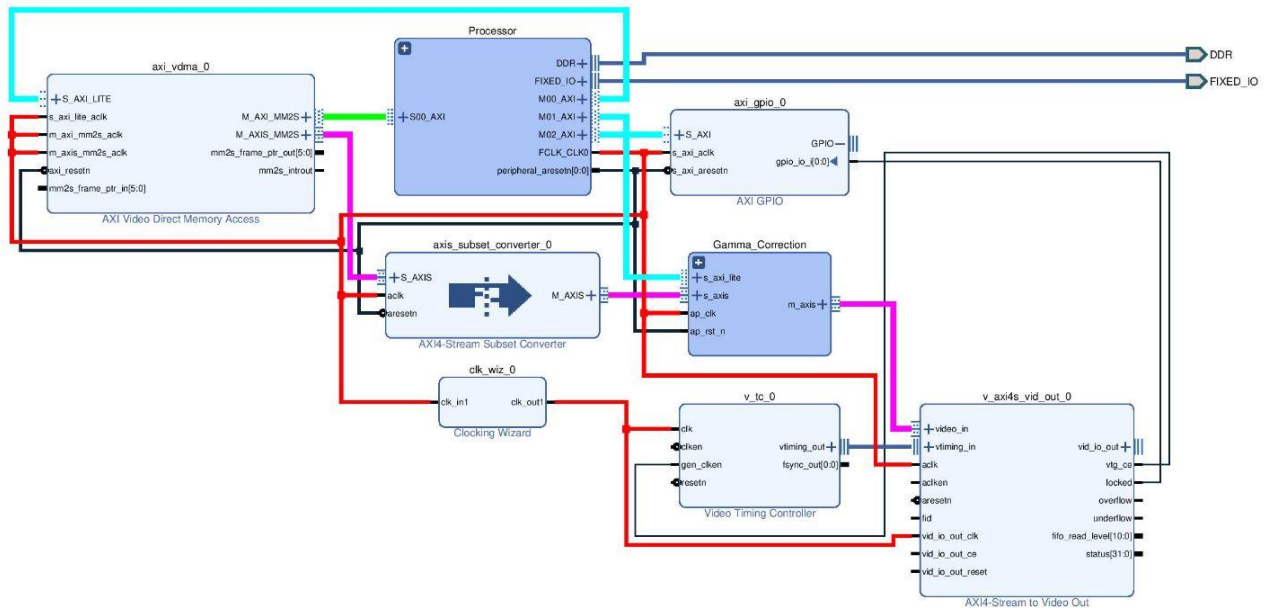 Processor
DDR
FIXED_IO
M00_AXI
M01_AXI
M02_AXI
FCLK_CLK0
peripheral_aresetn[0:0]
S00_AXI
DDR
FIXED_IO
axi_vdma_0
S_AXI_LITE
s_axi_lite_aclk
m_axi_mm2s_aclk
m_axis_mm2s_aclk
axi_resetn
mm2s_frame_ptr_in[5:0]
M_AXI_MM2S
M_AXIS_MM2S
mm2s_frame_ptr_out[5:0]
mm2s_introut
AXI Video Direct Memory Access
axi_gpio_0
S_AXI
s_axi_aclk
s_axi_aresetn
GPIO
gpio_io_i[0:0]
AXI GPIO
axis_subset_converter_0
S_AXIS
aclk
aresetn
M_AXIS
AXI4-Stream Subset Converter
Gamma_Correction
s_axi_lite
s_axis
ap_clk
ap_rst_n
m_axis
clk_wiz_0
clk_in1
clk_out1
Clocking Wizard
v_tc_0
clk
clken
gen_clken
resetn
vtiming_out
fsync_out[0:0]
Video Timing Controller
v_axi4s_vid_out_0
video_in
vtiming_in
aclk
aclken
aresetn
fid
vid_io_out_clk
vid_io_out_ce
vid_io_out_reset
vid_io_out
vtg_ce
locked
overflow
underflow
fifo_read_level[10:0]
status[31:0]
AXI4-Stream to Video Out